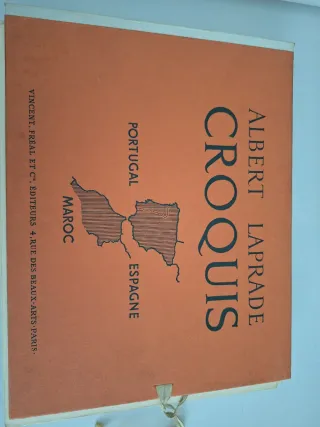 ALBERT LAPRADE
CROQUIS
PORTUGAL
ESPAGNE
MAROC
VINCENT, FRÉAL ET Cie, ÉDITEURS 4, RUE DES BEAUX-ARTS-PARIS-